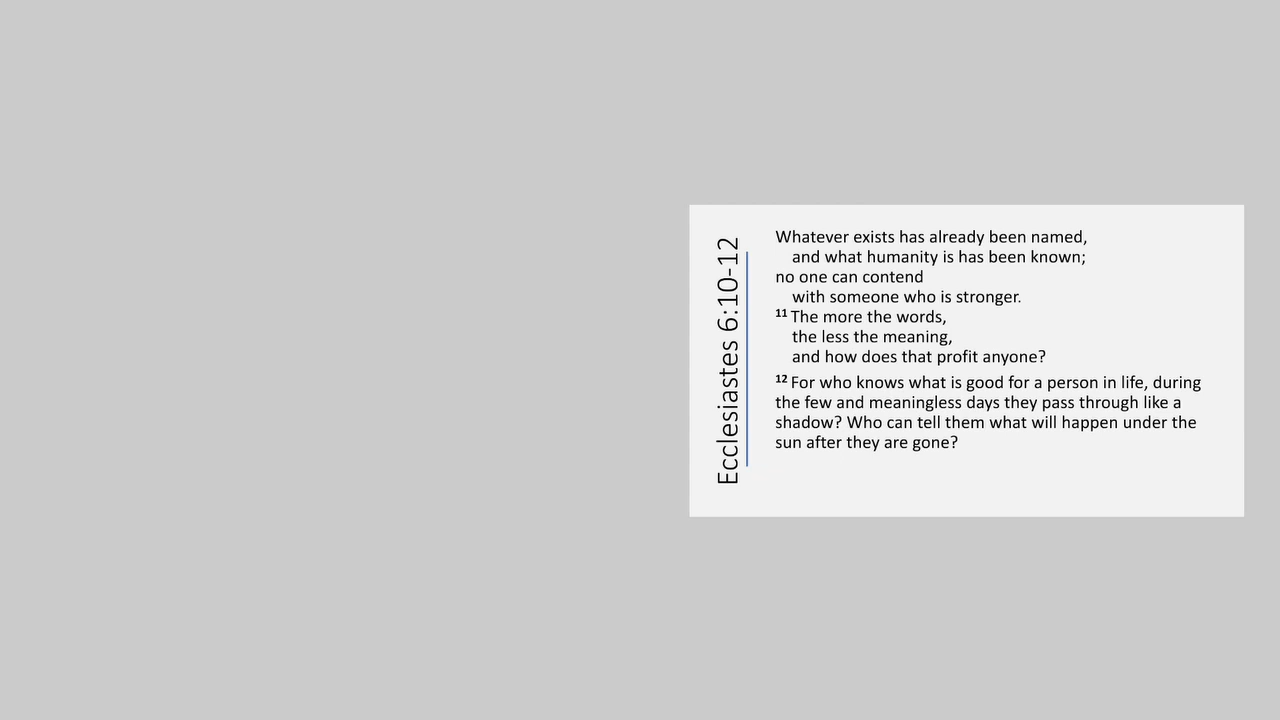 Ecclesiastes 6:10-12
Whatever exists has already been named,
and what humanity is has been known;
no one can contend
with someone who is stronger.
11 The more the words,
the less the meaning,
and how does that profit anyone?
12 For who knows what is good for a person in life, during
the few and meaningless days they pass through like a
shadow? Who can tell them what will happen under the
sun after they are gone?